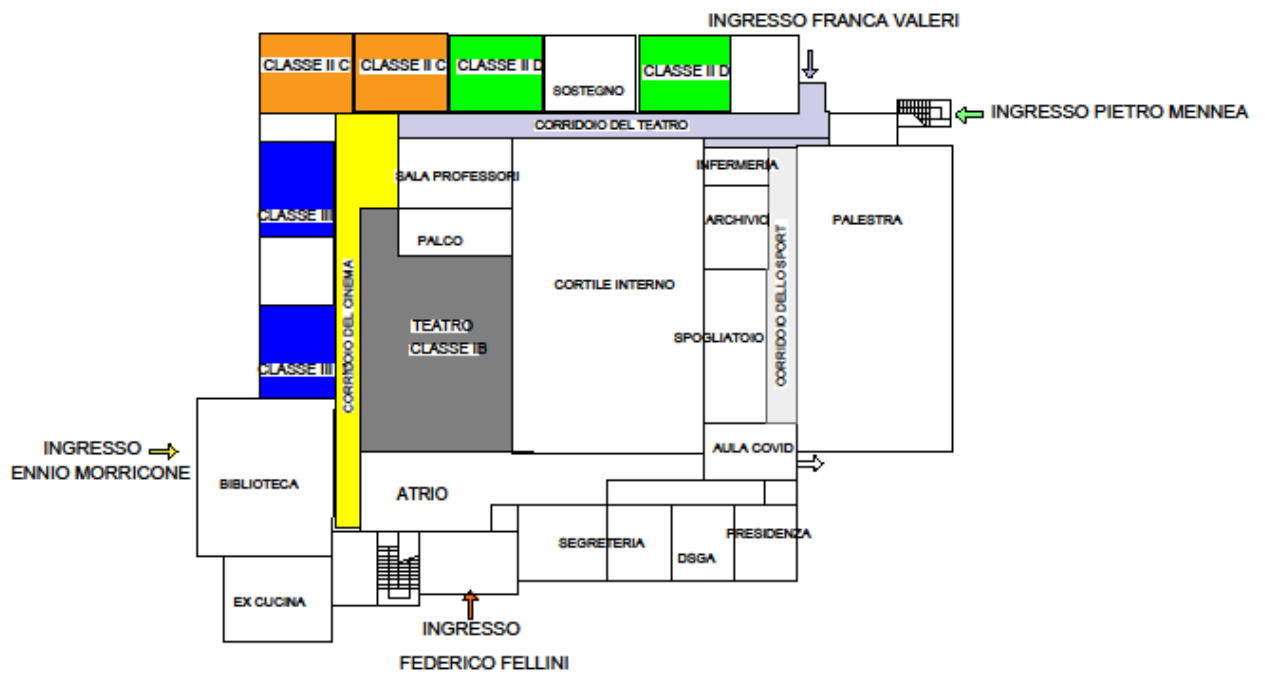 INGRESSO FRANCA VALERI
CLASSE II C
CLASSE II C
CLASSE II D
SOSTEGNO
CLASSE II D
INGRESSO PIETRO MENNEA
CORRIDOIO DEL TEATRO
SALA PROFESSORI
INFERMERIA
CLASSE III
PALCO
ARCHIVIO
PALESTRA
CORRIDOIO DEL CINEMA
CORTILE INTERNO
CORRIDOIO DELLO SPORT
TEATRO
CLASSE IB
SPOGLIATOIO
CLASSE III
INGRESSO
ENNIO MORRICONE
AULA COVID
BIBLIOTECA
ATRIO
SEGRETERIA
DSGA
PRESIDENZA
EX CUCINA
INGRESSO
FEDERICO FELLINI